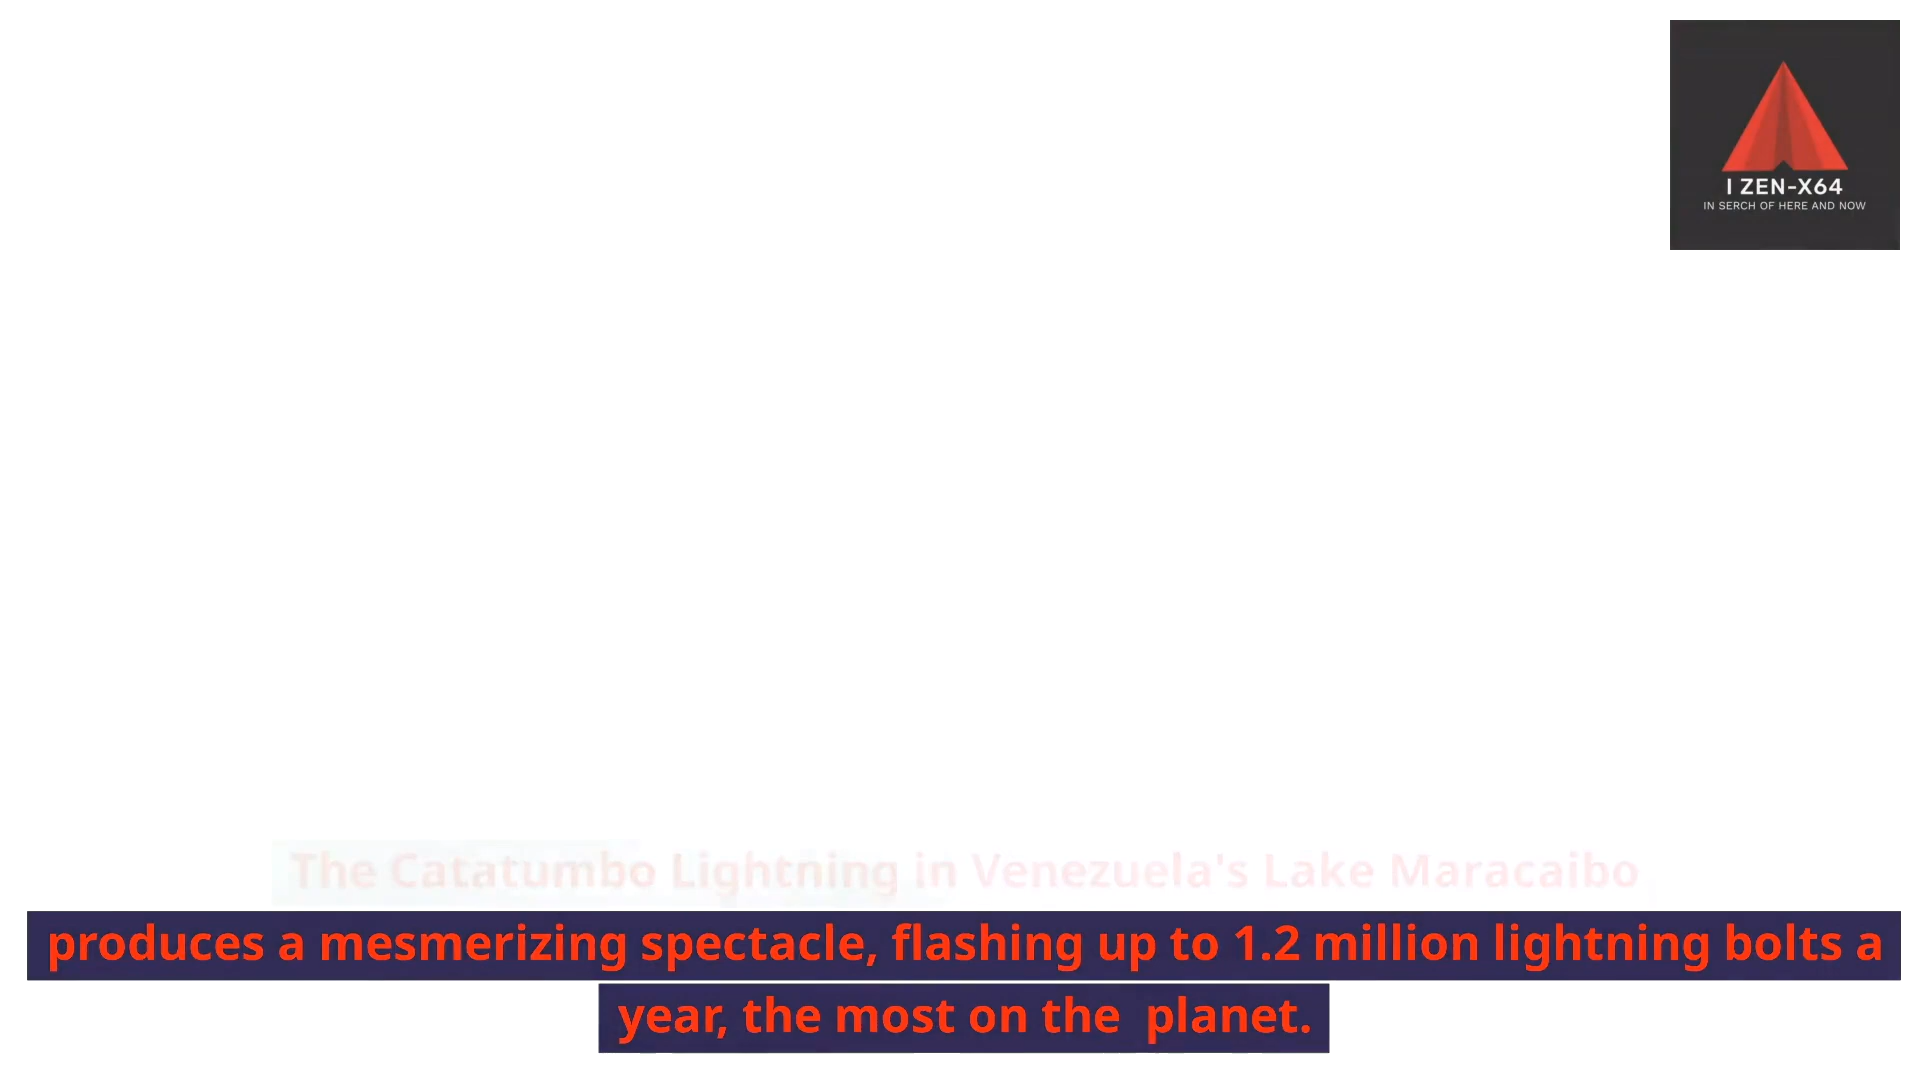 I ZEN-X64
IN SERCH OF HERE AND NOW
The Catatumbo Lightning in Venezuela's Lake Maracaibo
produces a mesmerizing spectacle, flashing up to 1.2 million lightning bolts a
year, the most on the  planet.